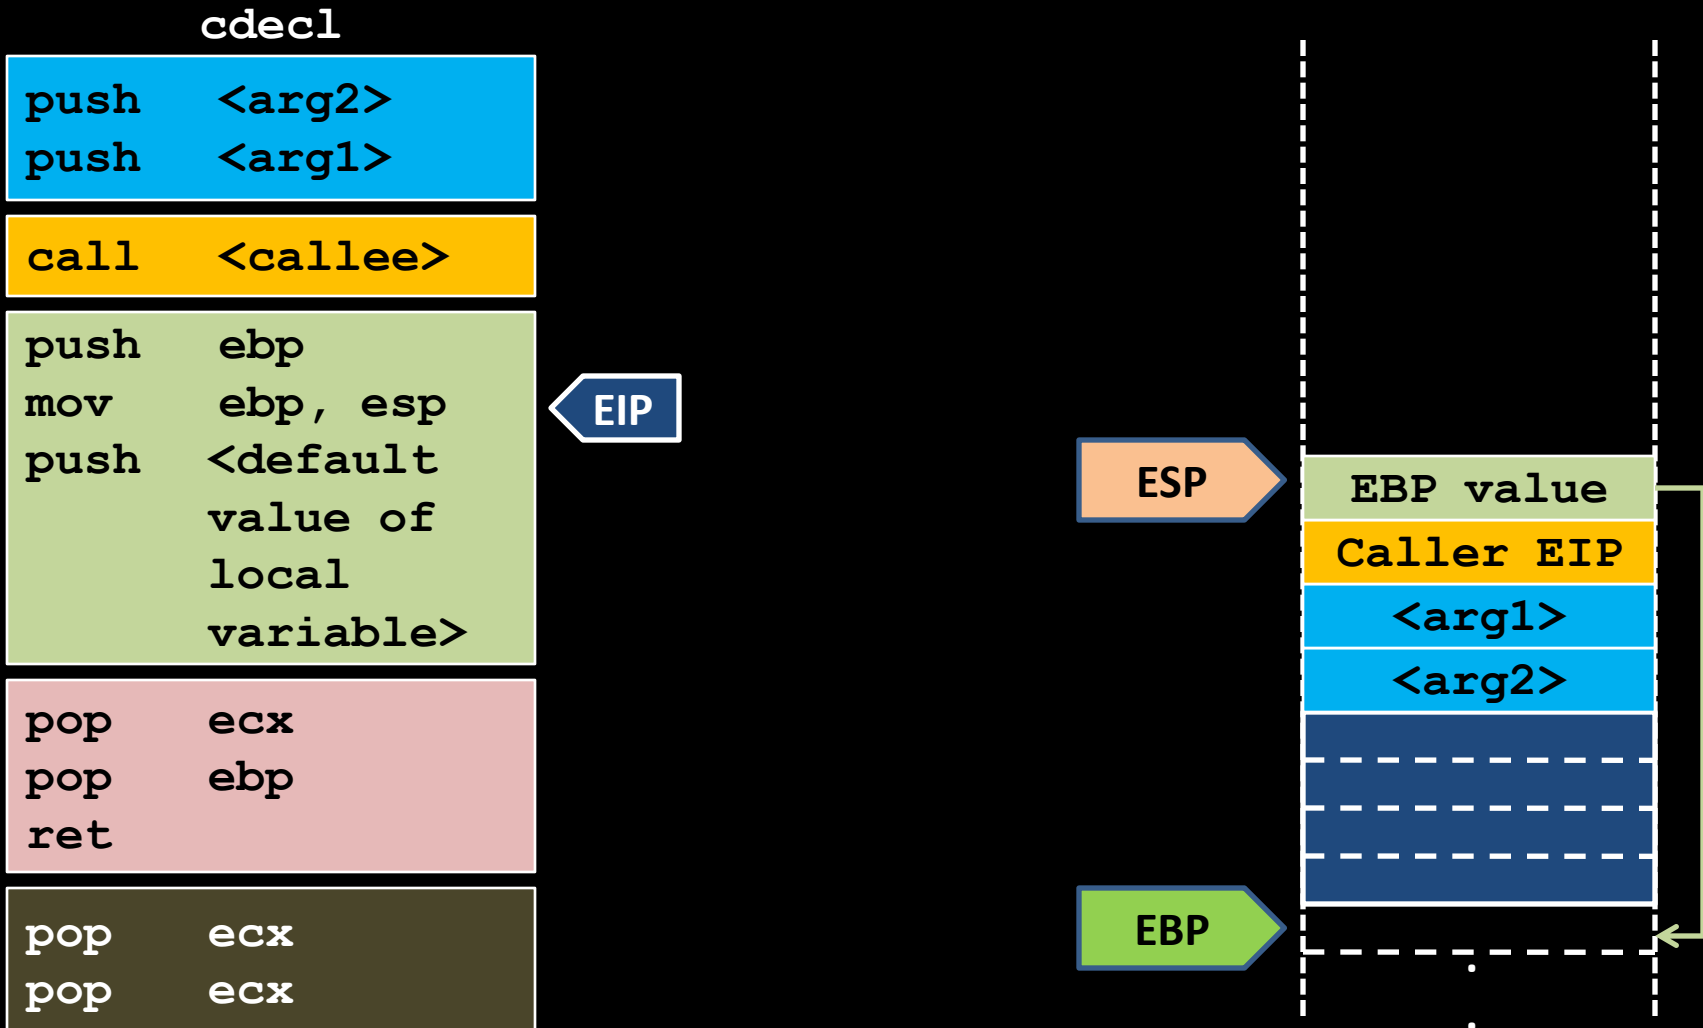 cdecl
push <arg2>
push <arg1>
call <callee>
push ebp
mov ebp, esp
push <default
value of
local
variable>
pop ecx
pop ebp
ret
pop ecx
pop ecx
EIP
ESP
EBP
EBP value
Caller EIP
<arg1>
<arg2>